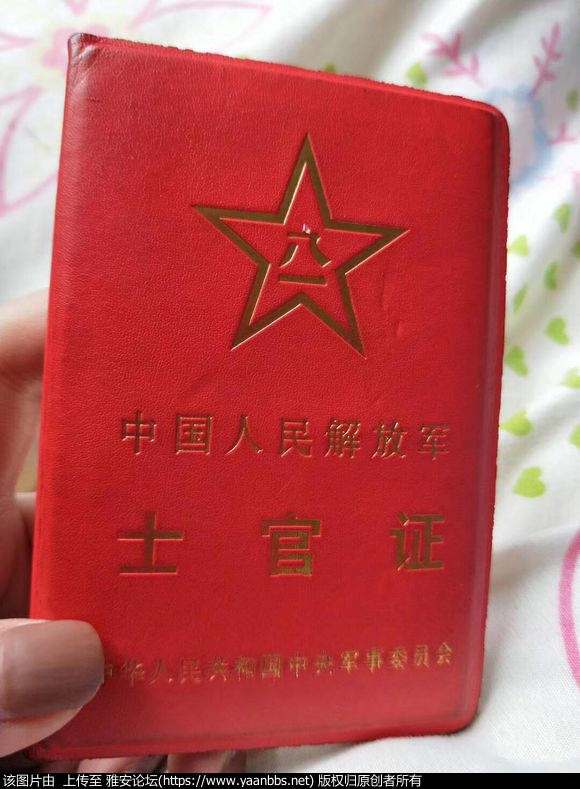 八一
中国人民解放军
士官证
中华人民共和国中央军事委员会
该图片由 上传至 雅安论坛(https://www.yaanbbs.net) 版权归原创者所有